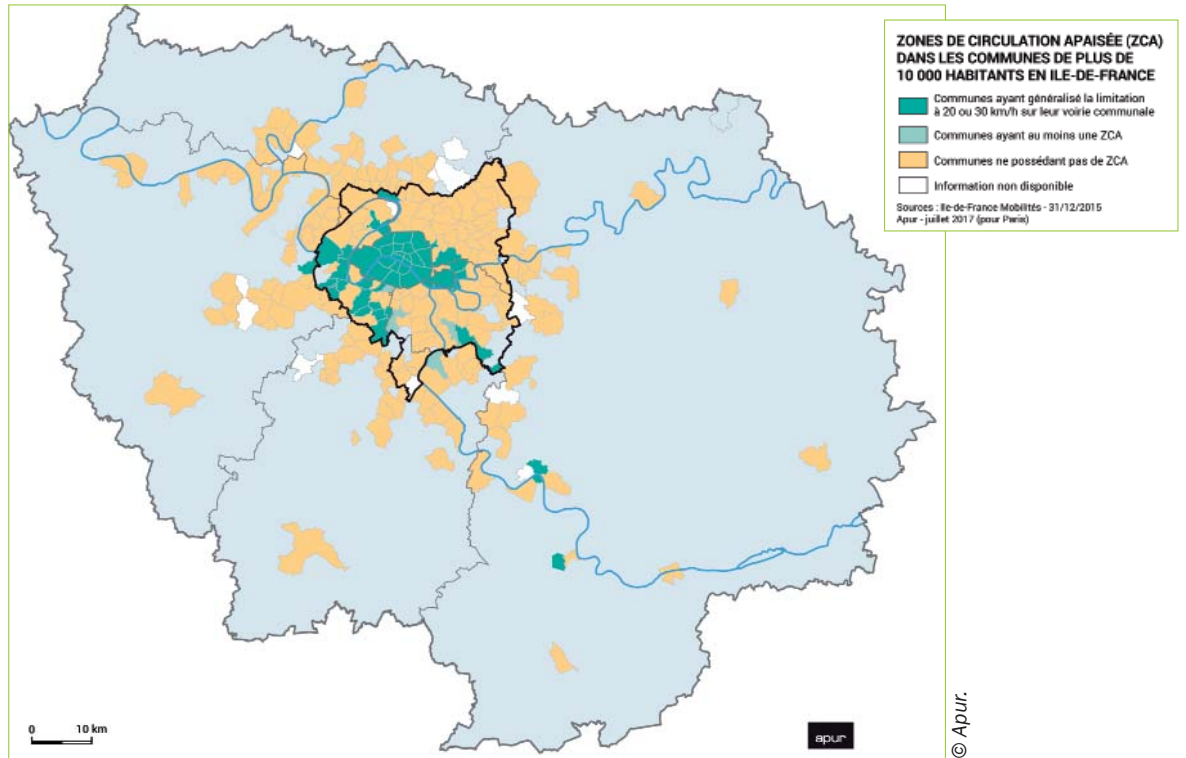 ZONES DE CIRCULATION APAISÉE (ZCA)
DANS LES COMMUNES DE PLUS DE
10 000 HABITANTS EN ILE-DE-FRANCE
Communes ayant généralisé la limitation
à 20 ou 30 km/h sur leur voirie communale
Communes ayant au moins une ZCA
Communes ne possédant pas de ZCA
Information non disponible
Sources : Ile-de-France Mobilités - 31/12/2015
Apur - juillet 2017 (pour Paris)
0 10 km
apur
© Apur.